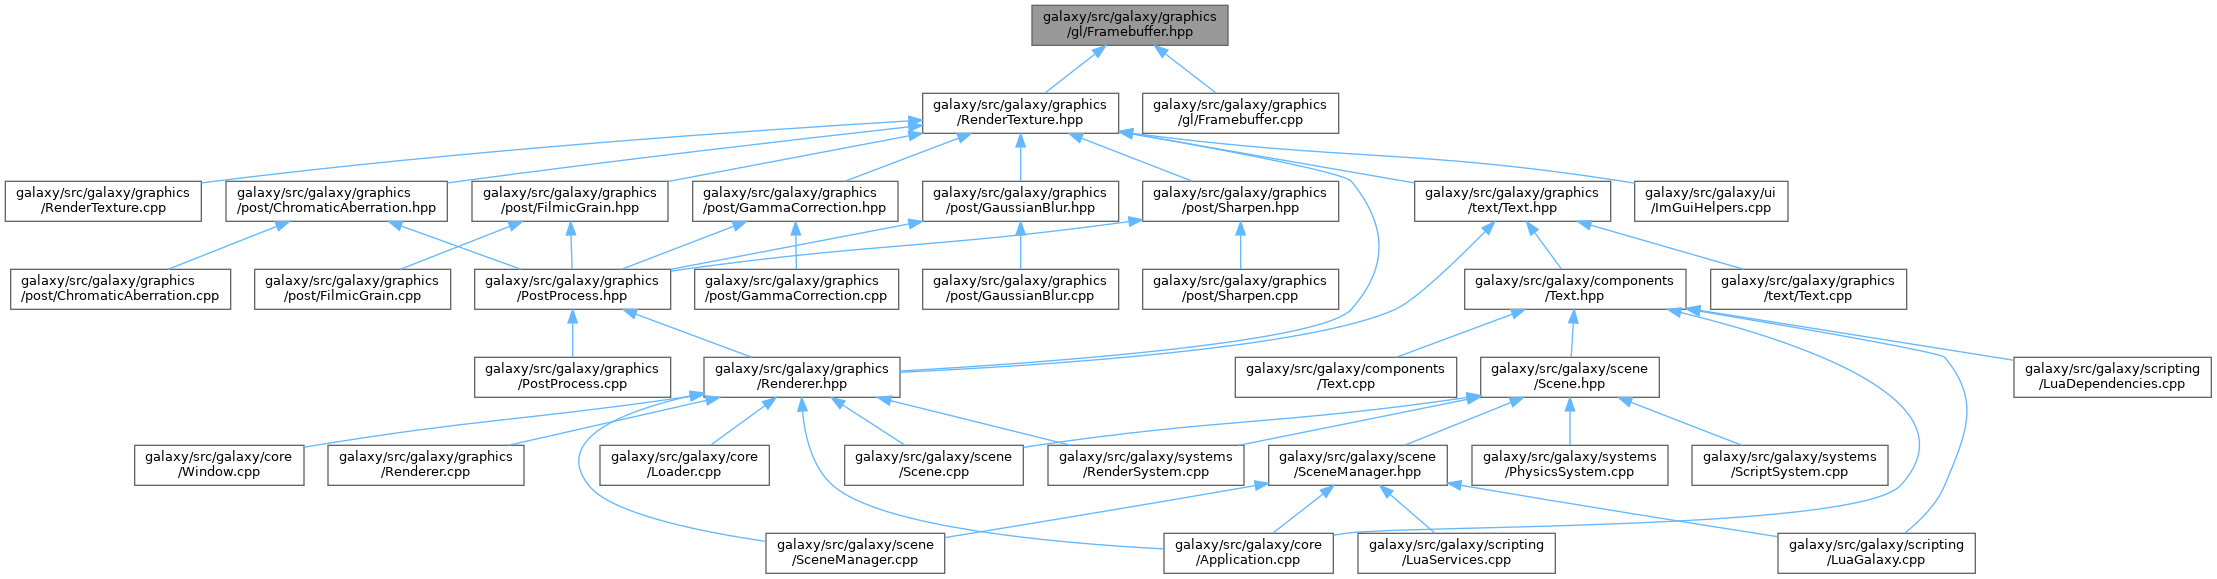 galaxy/src/galaxy/graphics
/gl/Framebuffer.hpp
galaxy/src/galaxy/graphics
/RenderTexture.hpp
galaxy/src/galaxy/graphics
/gl/Framebuffer.cpp
galaxy/src/galaxy/graphics
/RenderTexture.cpp
galaxy/src/galaxy/graphics
/post/ChromaticAberration.hpp
galaxy/src/galaxy/graphics
/post/FilmicGrain.hpp
galaxy/src/galaxy/graphics
/post/GammaCorrection.hpp
galaxy/src/galaxy/graphics
/post/GaussianBlur.hpp
galaxy/src/galaxy/graphics
/post/Sharpen.hpp
galaxy/src/galaxy/graphics
/text/Text.hpp
galaxy/src/galaxy/ui
/ImGuiHelpers.cpp
galaxy/src/galaxy/graphics
/post/ChromaticAberration.cpp
galaxy/src/galaxy/graphics
/post/FilmicGrain.cpp
galaxy/src/galaxy/graphics
/PostProcess.hpp
galaxy/src/galaxy/graphics
/post/GammaCorrection.cpp
galaxy/src/galaxy/graphics
/post/GaussianBlur.cpp
galaxy/src/galaxy/graphics
/post/Sharpen.cpp
galaxy/src/galaxy/components
/Text.hpp
galaxy/src/galaxy/graphics
/text/Text.cpp
galaxy/src/galaxy/graphics
/PostProcess.cpp
galaxy/src/galaxy/graphics
/Renderer.hpp
galaxy/src/galaxy/components
/Text.cpp
galaxy/src/galaxy/scene
/Scene.hpp
galaxy/src/galaxy/scripting
/LuaDependencies.cpp
galaxy/src/galaxy/core
/Window.cpp
galaxy/src/galaxy/graphics
/Renderer.cpp
galaxy/src/galaxy/core
/Loader.cpp
galaxy/src/galaxy/scene
/Scene.cpp
galaxy/src/galaxy/systems
/RenderSystem.cpp
galaxy/src/galaxy/scene
/SceneManager.hpp
galaxy/src/galaxy/systems
/PhysicsSystem.cpp
galaxy/src/galaxy/systems
/ScriptSystem.cpp
galaxy/src/galaxy/scene
/SceneManager.cpp
galaxy/src/galaxy/core
/Application.cpp
galaxy/src/galaxy/scripting
/LuaServices.cpp
galaxy/src/galaxy/scripting
/LuaGalaxy.cpp